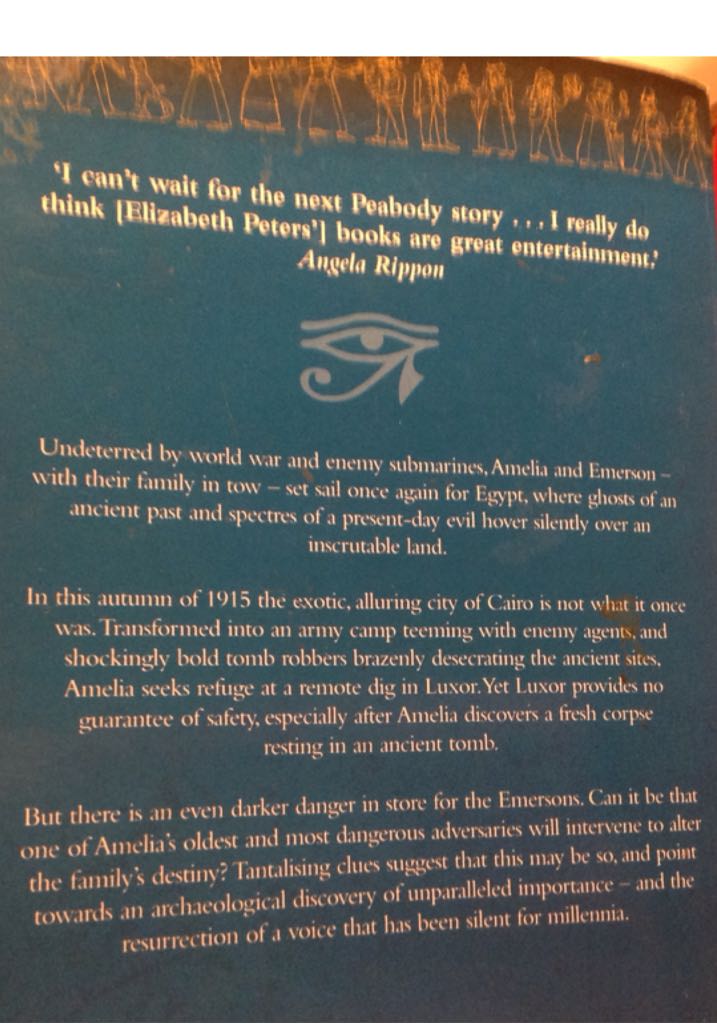 ‘I can’t wait for the next Peabody story . . . I really do
think [Elizabeth Peters’] books are great entertainment.’
Angela Rippon
Undeterred by world war and enemy submarines, Amelia and Emerson –
with their family in tow – set sail once again for Egypt, where ghosts of an
ancient past and spectres of a present-day evil hover silently over an
inscrutable land.
In this autumn of 1915 the exotic, alluring city of Cairo is not what it once
was. Transformed into an army camp teeming with enemy agents, and
shockingly bold tomb robbers brazenly desecrating the ancient sites,
Amelia seeks refuge at a remote dig in Luxor. Yet Luxor provides no
guarantee of safety, especially after Amelia discovers a fresh corpse
resting in an ancient tomb.
But there is an even darker danger in store for the Emersons. Can it be that
one of Amelia’s oldest and most dangerous adversaries will intervene to alter
the family’s destiny? Tantalising clues suggest that this may be so, and point
towards an archaeological discovery of unparalleled importance – and the
resurrection of a voice that has been silent for millennia.